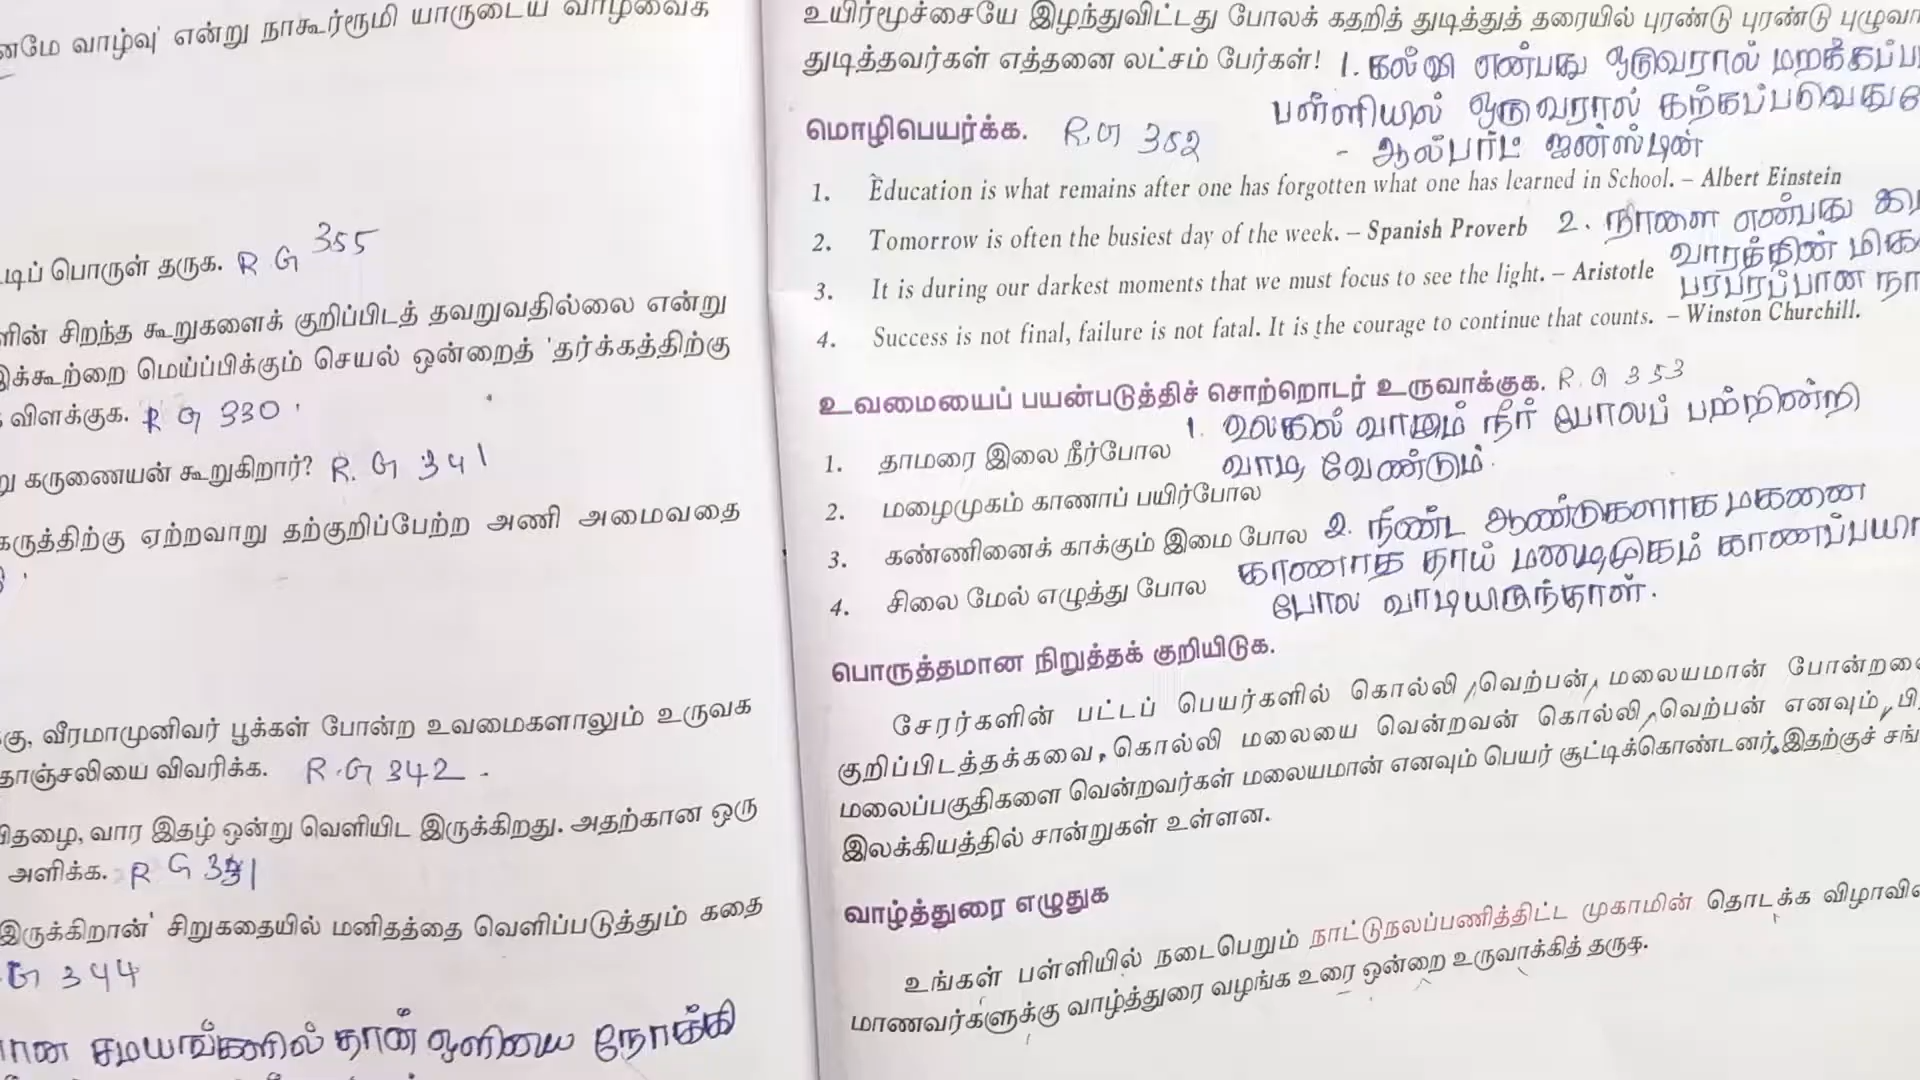 னமே வாழ்வு' என்று நாகூர்ரூமி யாருடைய வாழ்வைக்
டிப் பொருள் தருக. R G 355
ளின் சிறந்த கூறுகளைக் குறிப்பிடத் தவறுவதில்லை என்று
இக்கூற்றை மெய்ப்பிக்கும் செயல் ஒன்றைத் 'தர்க்கத்திற்கு
விளக்குக. R G 330
று கருணையன் கூறுகிறார்? R. G 341
கருத்திற்கு ஏற்றவாறு தற்குறிப்பேற்ற அணி அமைவதை
கு, வீரமாமுனிவர் பூக்கள் போன்ற உவமைகளாலும் உருவக
தாஞ்சலியை விவரிக்க. R.G 342 .
விதழை, வார இதழ் ஒன்று வெளியிட இருக்கிறது. அதற்கான ஒரு
அளிக்க. R G
இருக்கிறான்' சிறுகதையில் மனிதத்தை வெளிப்படுத்தும் கதை
G 344
சமயங்களில் தான் ஒளியை நோக்கி
உயிர்மூச்சையே இழந்துவிட்டது போலக் கதறித் துடித்துத் தரையில் புரண்டு புரண்டு புழுவா
துடித்தவர்கள் எத்தனை லட்சம் பேர்கள்! 1. கல்வி என்பது ஒருவரால் மறக்கப்ப
பள்ளியில் ஒருவரால் கற்கப்படுவது
மொழிபெயர்க்க. R.G 352
- ஆல்பர்ட் ஐன்ஸ்டின்
1. Education is what remains after one has forgotten what one has learned in School. – Albert Einstein
2. Tomorrow is often the busiest day of the week. – Spanish Proverb 2. நாளை என்பது
வாரத்தின் மிக
3. It is during our darkest moments that we must focus to see the light. – Aristotle
பரபரப்பான நா
4. Success is not final, failure is not fatal. It is the courage to continue that counts. – Winston Churchill.
உவமையைப் பயன்படுத்திச் சொற்றொடர் உருவாக்குக. R.G 353
1. உலகில் வாழும் நீர் போலப் பற்றின்றி
1. தாமரை இலை நீர்போல
வாழ வேண்டும்.
2. மழைமுகம் காணாப் பயிர்போல
3. கண்ணினைக் காக்கும் இமை போல 2. நீண்ட ஆண்டுகளாக மகனை
காணாத தாய் மழைமுகம் காணப்பயி
4. சிலை மேல் எழுத்து போல
போல வாடியிருந்தாள்.
பொருத்தமான நிறுத்தக் குறியிடுக.
சேரர்களின் பட்டப் பெயர்களில் கொல்லி, வெற்பன், மலையமான் போன்றவை
குறிப்பிடத்தக்கவை, கொல்லி மலையை வென்றவன் கொல்லி, வெற்பன் எனவும், பி
மலைப்பகுதிகளை வென்றவர்கள் மலையமான் எனவும் பெயர் சூட்டிக்கொண்டனர். இதற்குச் சங்
இலக்கியத்தில் சான்றுகள் உள்ளன.
வாழ்த்துரை எழுதுக
உங்கள் பள்ளியில் நடைபெறும் நாட்டுநலப்பணித்திட்ட முகாமின் தொடக்க விழாவி
மாணவர்களுக்கு வாழ்த்துரை வழங்க உரை ஒன்றை உருவாக்கித் தருக.